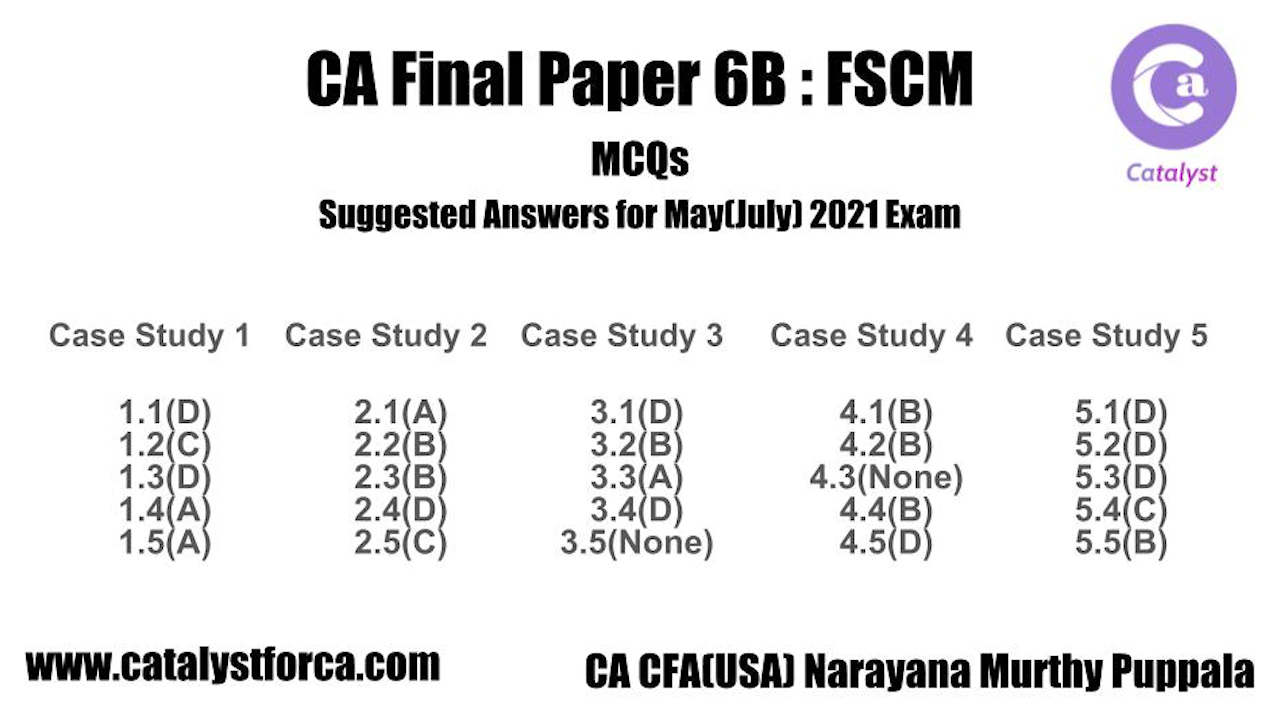 CA Final Paper 6B : FSCM
MCQs
Suggested Answers for May(July) 2021 Exam
Ca
Catalyst
Case Study 1
1.1(D)
1.2(C)
1.3(D)
1.4(A)
1.5(A)
Case Study 2
2.1(A)
2.2(B)
2.3(B)
2.4(D)
2.5(C)
Case Study 3
3.1(D)
3.2(B)
3.3(A)
3.4(D)
3.5(None)
Case Study 4
4.1(B)
4.2(B)
4.3(None)
4.4(B)
4.5(D)
Case Study 5
5.1(D)
5.2(D)
5.3(D)
5.4(C)
5.5(B)
www.catalystforca.com
CA CFA(USA) Narayana Murthy Puppala